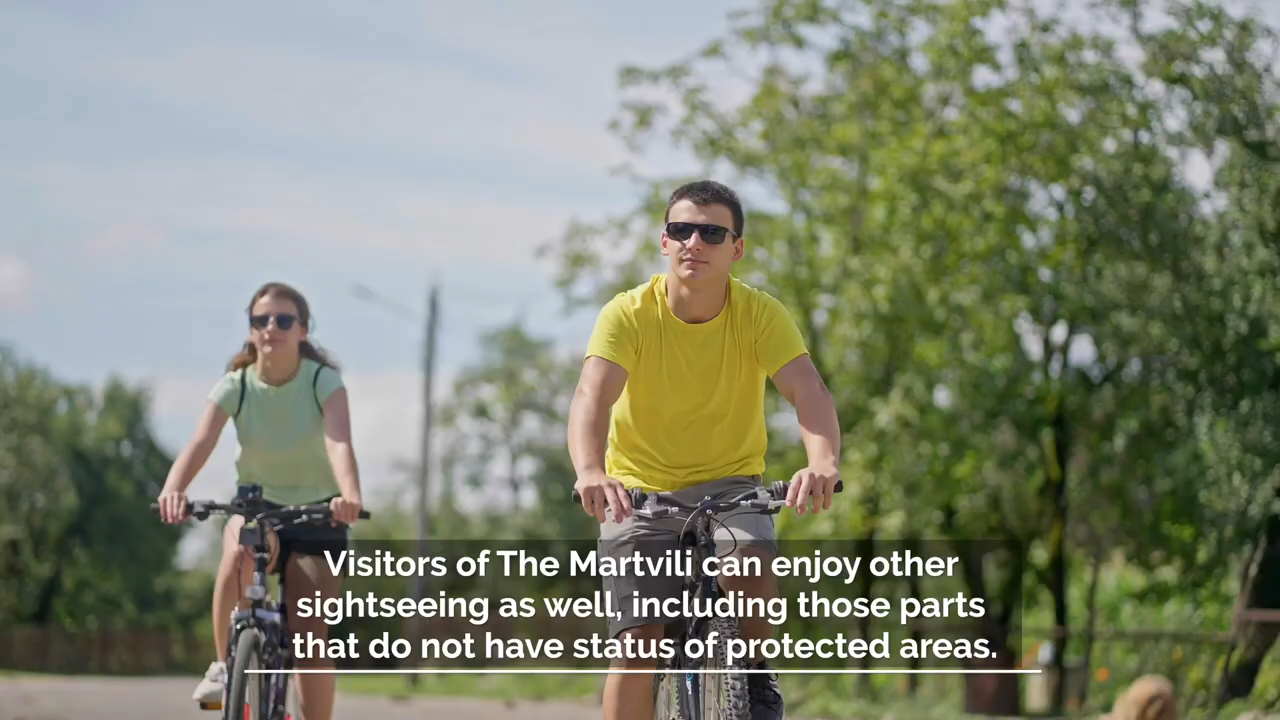 Visitors of The Martvili can enjoy other
sightseeing as well, including those parts
that do not have status of protected areas.